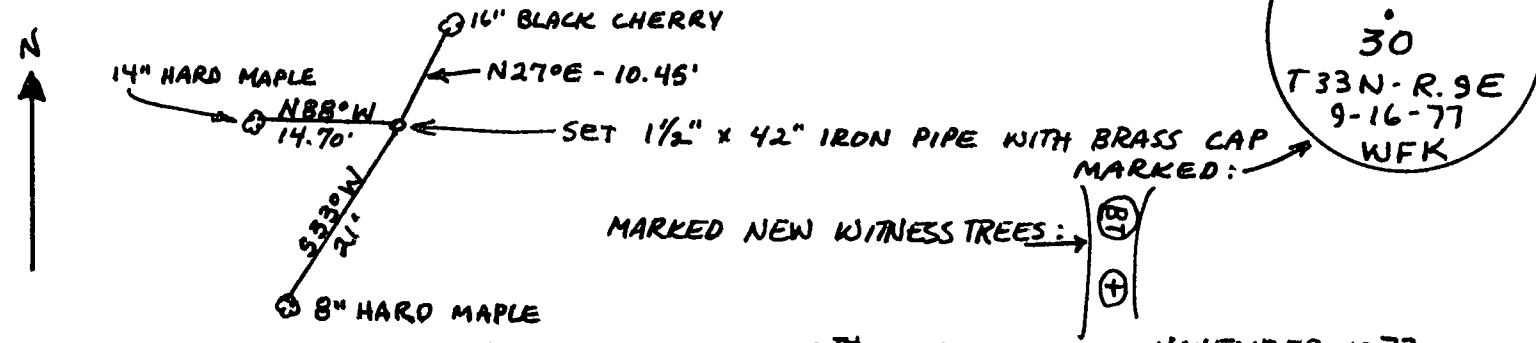 N
16" BLACK CHERRY
N27°E - 10.45'
14" HARD MAPLE
N88°W
14.70'
SET 1½" x 42" IRON PIPE WITH BRASS CAP
MARKED:
30
T33N-R.9E
9-16-77
WFK
S33°W
21'
MARKED NEW WITNESS TREES:
BT
+
8" HARD MAPLE
TH